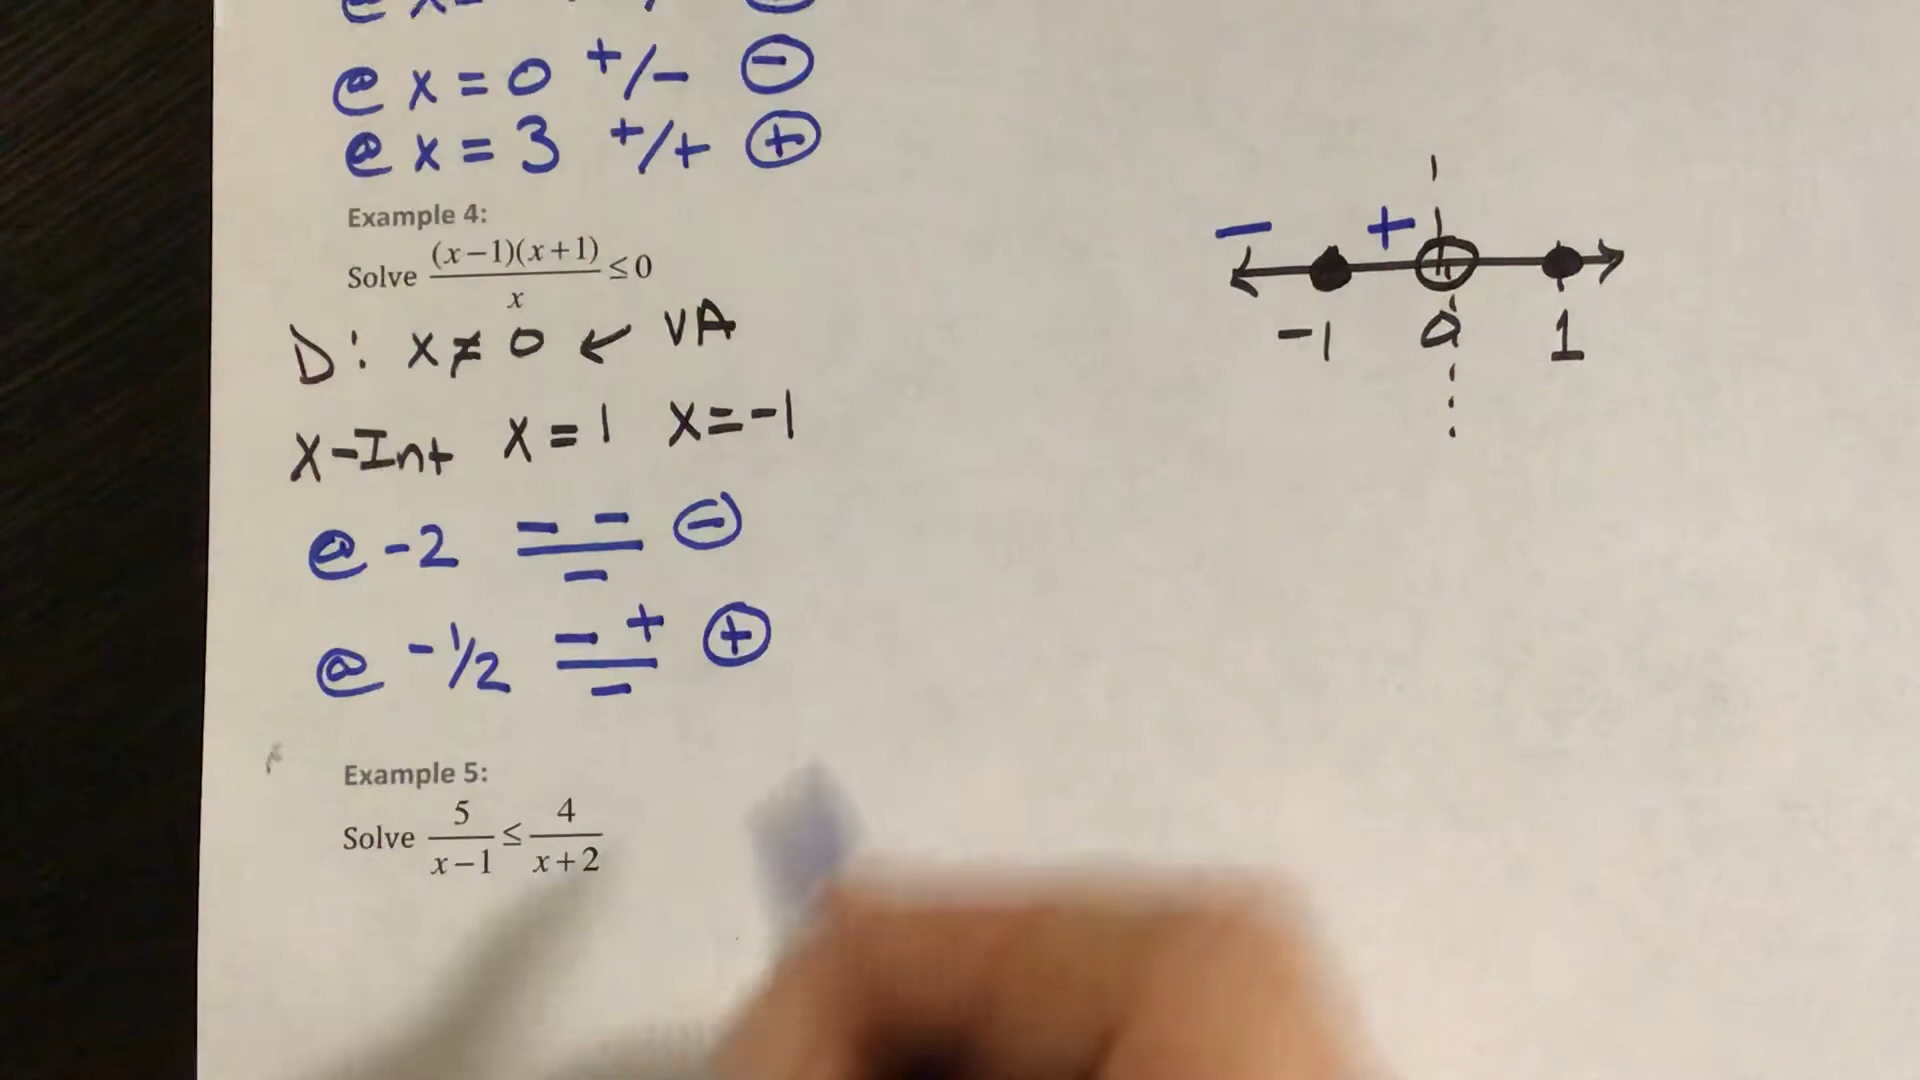 @ x = 0 +/- ⊖
@ x = 3 +/+ ⊕
Example 4:
Solve (x−1)(x+1)/x ≤ 0
D: x ≠ 0 ← VA
X-Int x = 1 x = -1
@ -2 - -/- ⊖
@ -1/2 - +/- ⊕
- +
-1 0 1
Example 5:
Solve 5/(x−1) ≤ 4/(x+2)